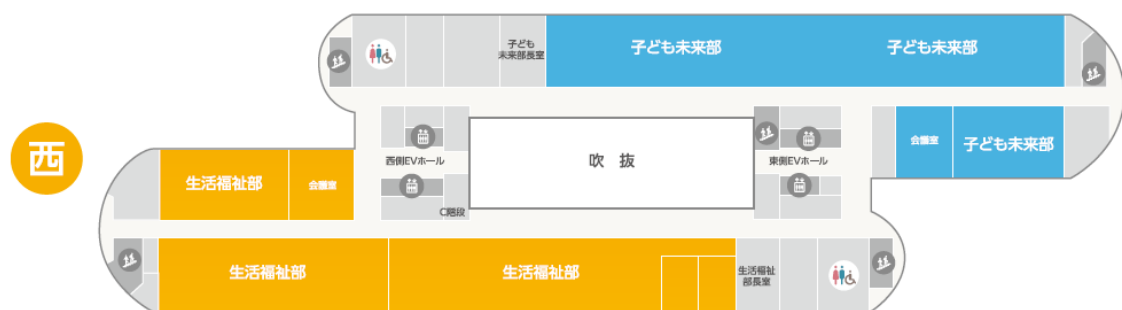 子ども
未来部長室
子ども未来部
子ども未来部
西
西側EVホール
吹 抜
東側EVホール
会議室
子ども未来部
生活福祉部
会議室
C階段
生活福祉部
生活福祉部
生活福祉
部長室